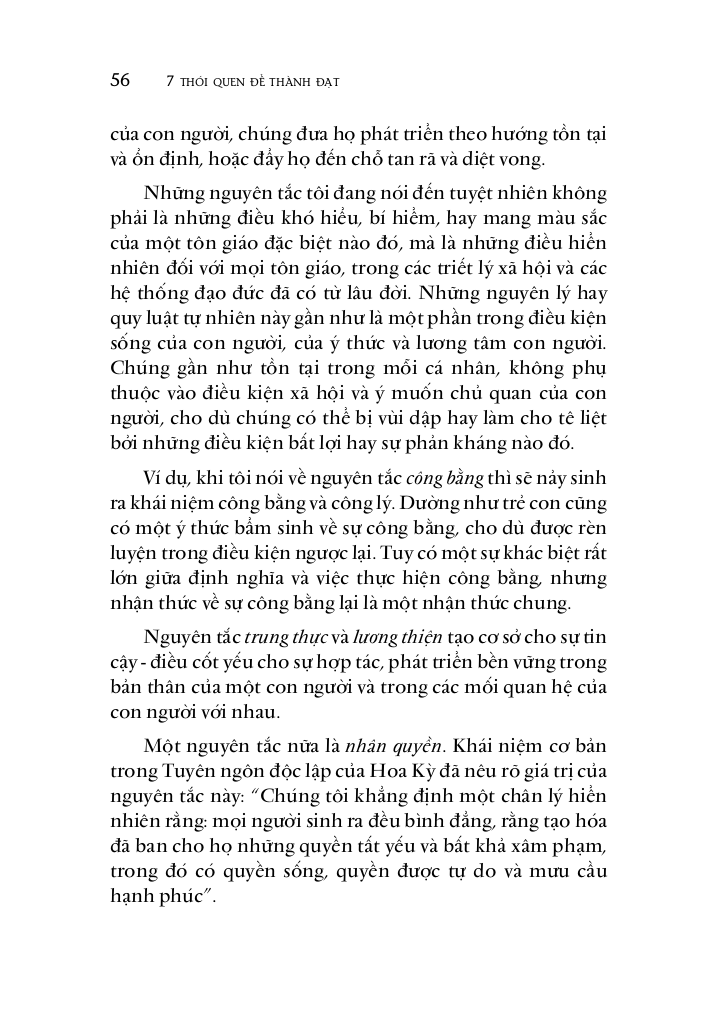 56 7 THÓI QUEN ĐỂ THÀNH ĐẠT
của con người, chúng đưa họ phát triển theo hướng tồn tại
và ổn định, hoặc đẩy họ đến chỗ tan rã và diệt vong.
Những nguyên tắc tôi đang nói đến tuyệt nhiên không
phải là những điều khó hiểu, bí hiểm, hay mang màu sắc
của một tôn giáo đặc biệt nào đó, mà là những điều hiển
nhiên đối với mọi tôn giáo, trong các triết lý xã hội và các
hệ thống đạo đức đã có từ lâu đời. Những nguyên lý hay
quy luật tự nhiên này gần như là một phần trong điều kiện
sống của con người, của ý thức và lương tâm con người.
Chúng gần như tồn tại trong mỗi cá nhân, không phụ
thuộc vào điều kiện xã hội và ý muốn chủ quan của con
người, cho dù chúng có thể bị vùi dập hay làm cho tê liệt
bởi những điều kiện bất lợi hay sự phản kháng nào đó.
Ví dụ, khi tôi nói về nguyên tắc công bằng thì sẽ nảy sinh
ra khái niệm công bằng và công lý. Dường như trẻ con cũng
có một ý thức bẩm sinh về sự công bằng, cho dù được rèn
luyện trong điều kiện ngược lại. Tuy có một sự khác biệt rất
lớn giữa định nghĩa và việc thực hiện công bằng, nhưng
nhận thức về sự công bằng lại là một nhận thức chung.
Nguyên tắc trung thực và lương thiện tạo cơ sở cho sự tin
cậy - điều cốt yếu cho sự hợp tác, phát triển bền vững trong
bản thân của một con người và trong các mối quan hệ của
con người với nhau.
Một nguyên tắc nữa là nhân quyền. Khái niệm cơ bản
trong Tuyên ngôn độc lập của Hoa Kỳ đã nêu rõ giá trị của
nguyên tắc này: “Chúng tôi khẳng định một chân lý hiển
nhiên rằng: mọi người sinh ra đều bình đẳng, rằng tạo hóa
đã ban cho họ những quyền tất yếu và bất khả xâm phạm,
trong đó có quyền sống, quyền được tự do và mưu cầu
hạnh phúc”.